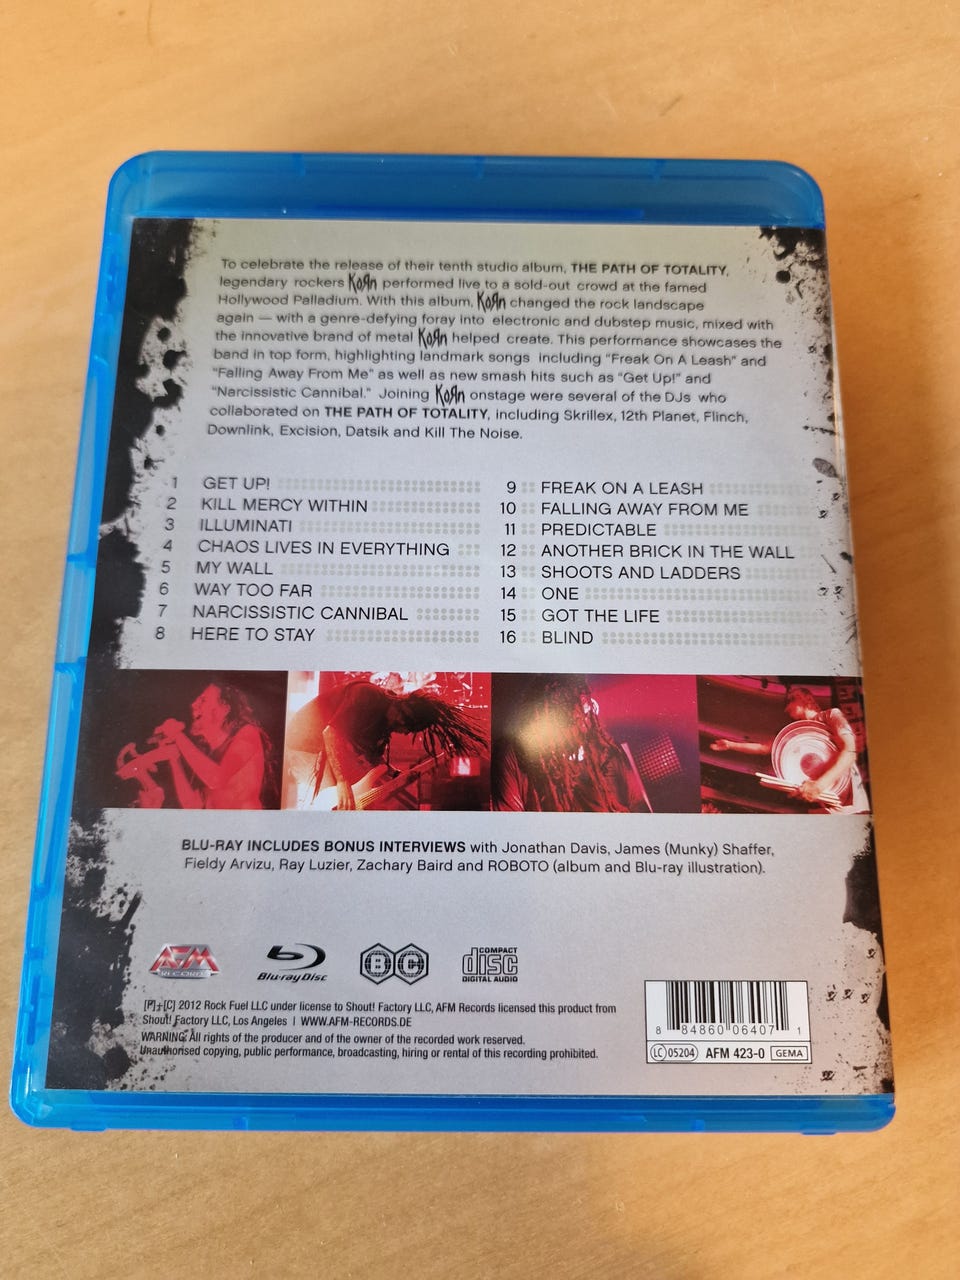 To celebrate the release of their tenth studio album, THE PATH OF TOTALITY,
legendary rockers KoRn performed live to a sold-out crowd at the famed
Hollywood Palladium. With this album, KoRn changed the rock landscape
again — with a genre-defying foray into electronic and dubstep music, mixed with
the innovative brand of metal KoRn helped create. This performance showcases the
band in top form, highlighting landmark songs including "Freak On A Leash" and
"Falling Away From Me" as well as new smash hits such as "Get Up!" and
"Narcissistic Cannibal." Joining KoRn onstage were several of the DJs who
collaborated on THE PATH OF TOTALITY, including Skrillex, 12th Planet, Flinch,
Downlink, Excision, Datsik and Kill The Noise.
1 GET UP!
2 KILL MERCY WITHIN
3 ILLUMINATI
4 CHAOS LIVES IN EVERYTHING
5 MY WALL
6 WAY TOO FAR
7 NARCISSISTIC CANNIBAL
8 HERE TO STAY
9 FREAK ON A LEASH
10 FALLING AWAY FROM ME
11 PREDICTABLE
12 ANOTHER BRICK IN THE WALL
13 SHOOTS AND LADDERS
14 ONE
15 GOT THE LIFE
16 BLIND
BLU-RAY INCLUDES BONUS INTERVIEWS with Jonathan Davis, James (Munky) Shaffer,
Fieldy Arvizu, Ray Luzier, Zachary Baird and ROBOTO (album and Blu-ray illustration).
AFM RECORDS
Blu-ray Disc
B C
COMPACT disc DIGITAL AUDIO
[P]+[C] 2012 Rock Fuel LLC under license to Shout! Factory LLC, AFM Records licensed this product from
Shout! Factory LLC, Los Angeles | WWW.AFM-RECORDS.DE
WARNING: All rights of the producer and of the owner of the recorded work reserved.
Unauthorised copying, public performance, broadcasting, hiring or rental of this recording prohibited.
8 84860 06407 1
LC 05204 AFM 423-0 GEMA